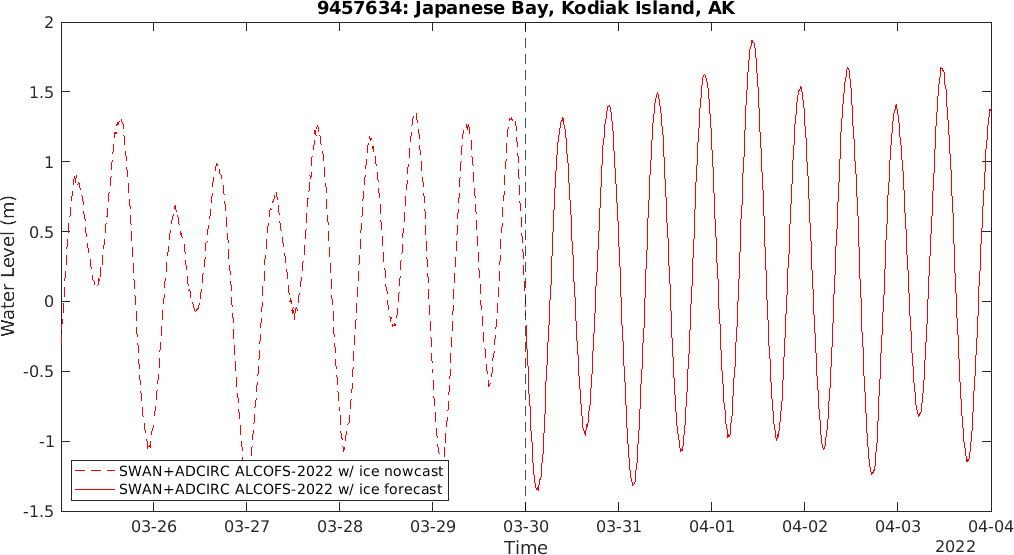 9457634: Japanese Bay, Kodiak Island, AK
2
1.5
1
0.5
0
-0.5
-1
-1.5
Water Level (m)
SWAN+ADCIRC ALCOFS-2022 w/ ice nowcast
SWAN+ADCIRC ALCOFS-2022 w/ ice forecast
03-26 03-27 03-28 03-29 03-30 03-31 04-01 04-02 04-03 04-04
Time
2022